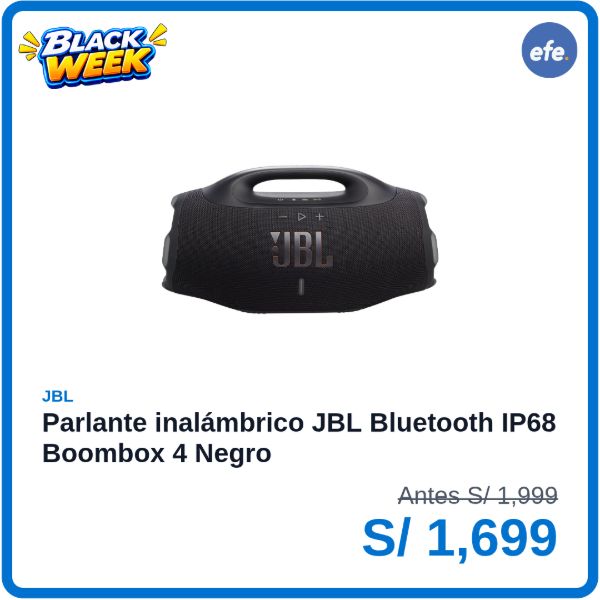 BLACK
WEEK
efe.
JBL
JBL
Parlante inalámbrico JBL Bluetooth IP68
Boombox 4 Negro
Antes S/ 1,999
S/ 1,699